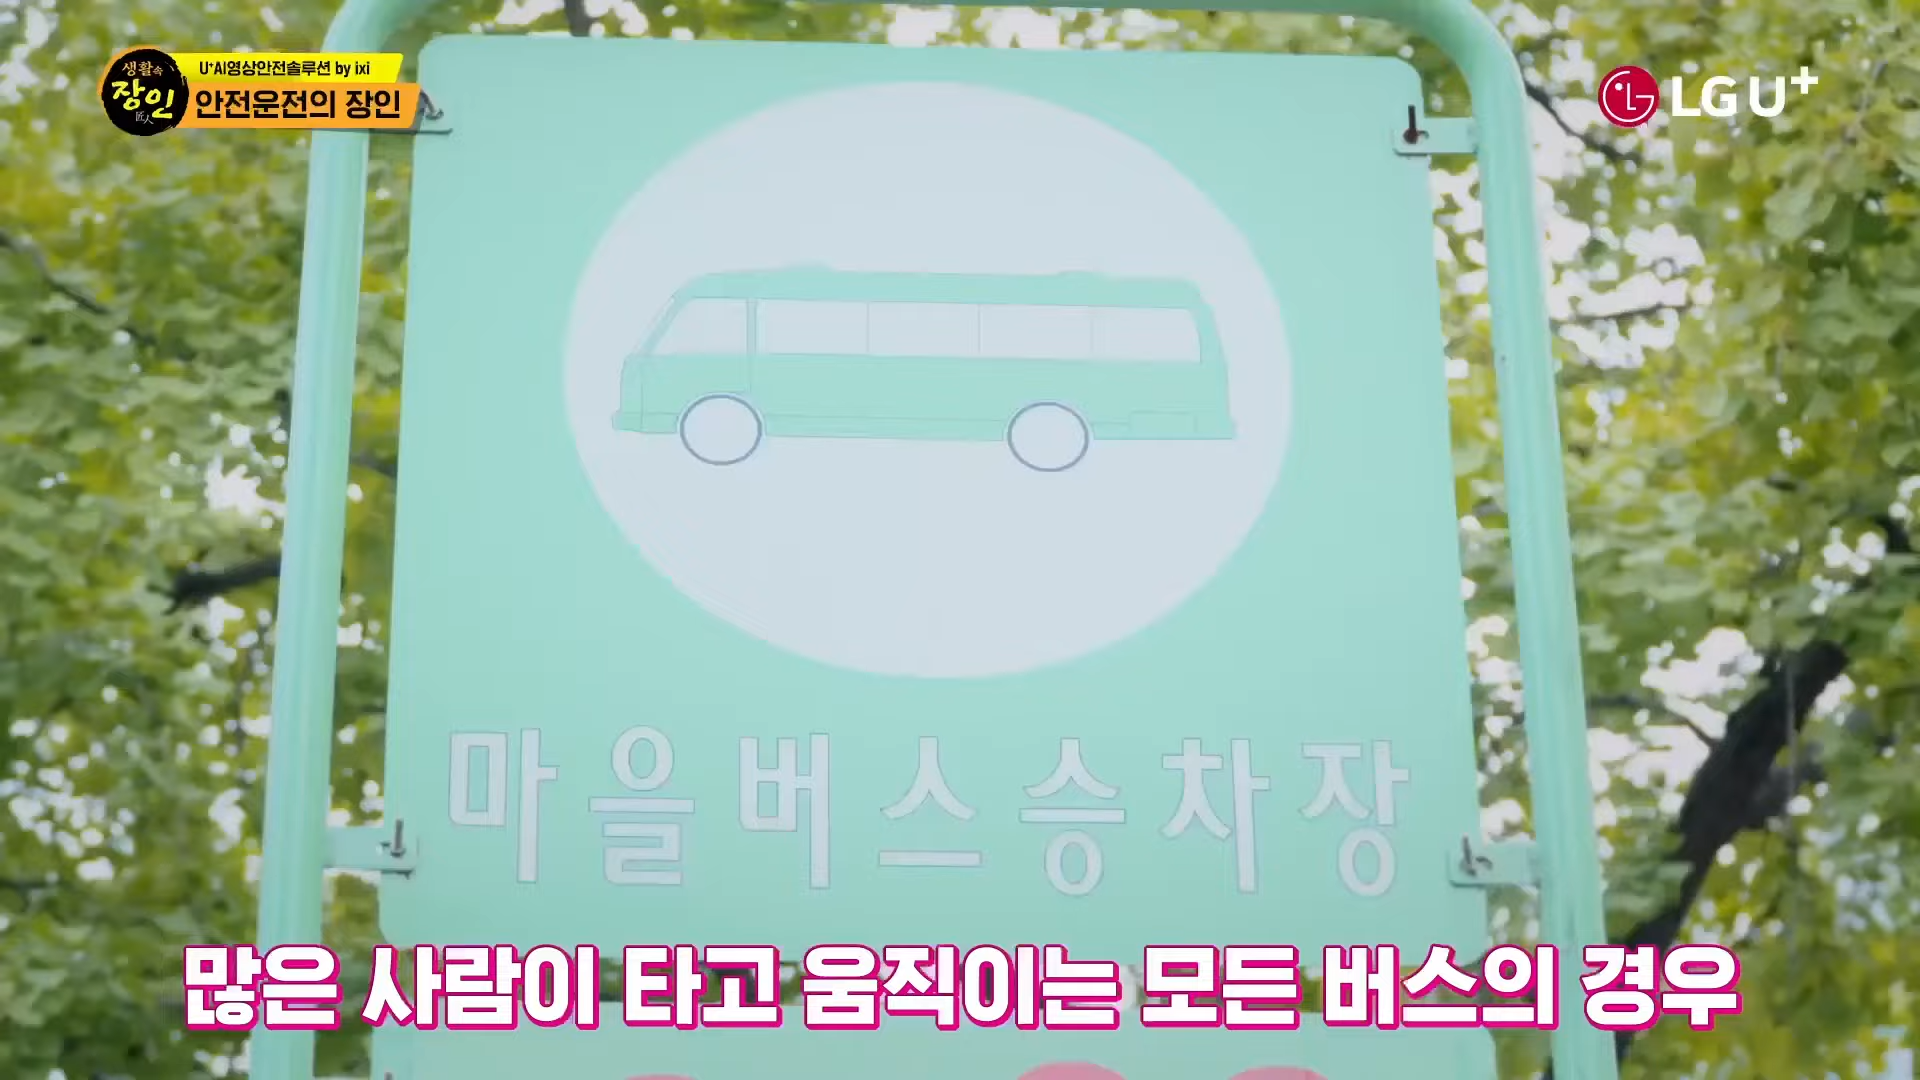 생활속
장인
匠人
U+AI영상안전솔루션 by ixi
안전운전의 장인
LG U+
마을버스승차장
많은 사람이 타고 움직이는 모든 버스의 경우